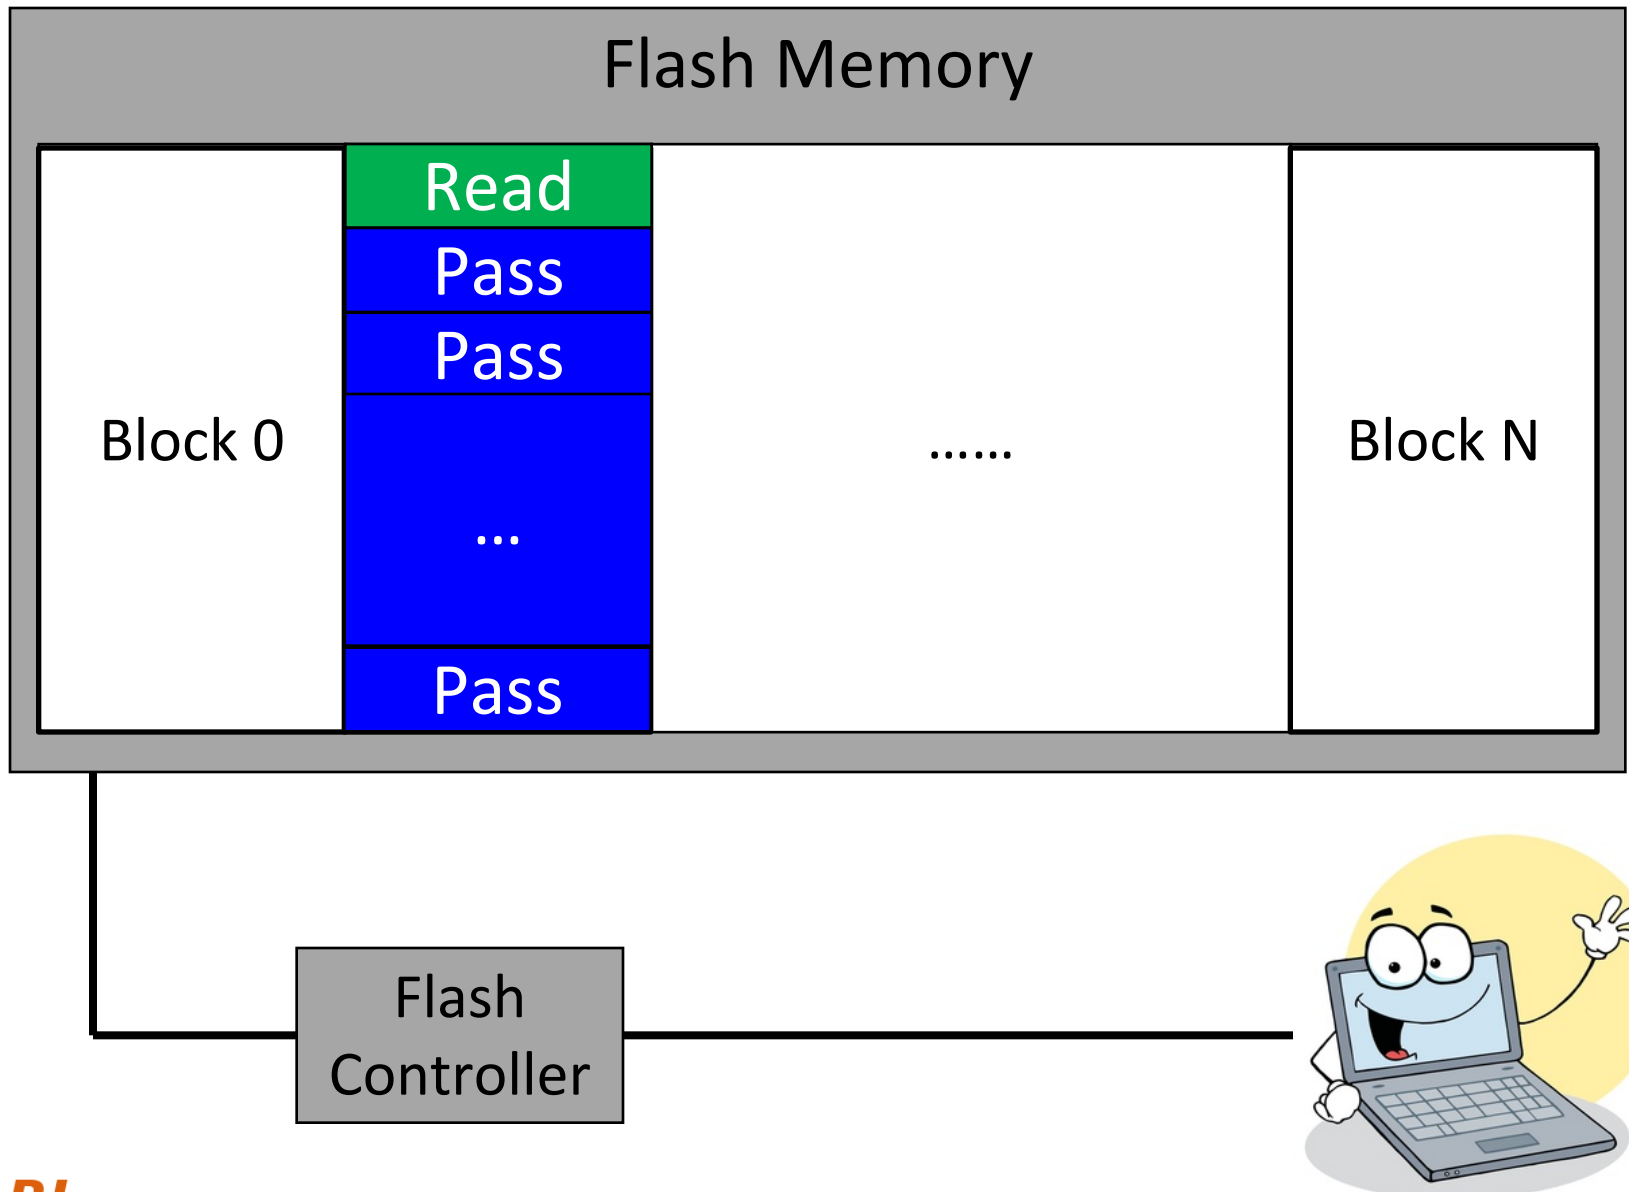 Flash Memory
Read
Pass
Pass
Block 0
……
Block N
…
Pass
Flash
Controller